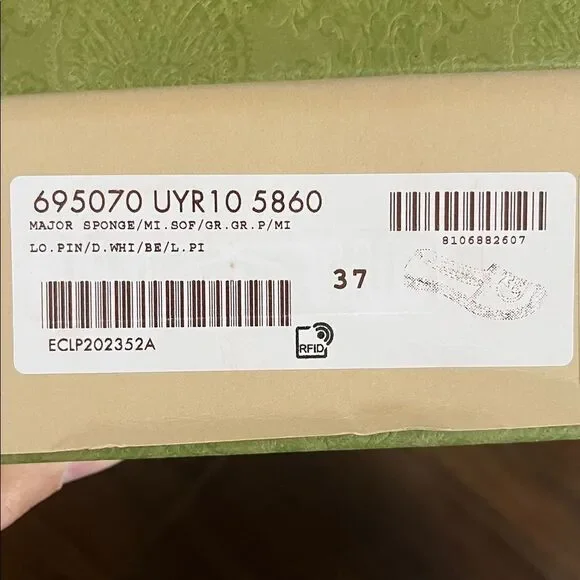 695070 UYR10 5860
MAJOR SPONGE/MI.SOF/GR.GR.P/MI
LO.PIN/D.WHI/BE/L.PI
8106882607
37
ECLP202352A
RFID